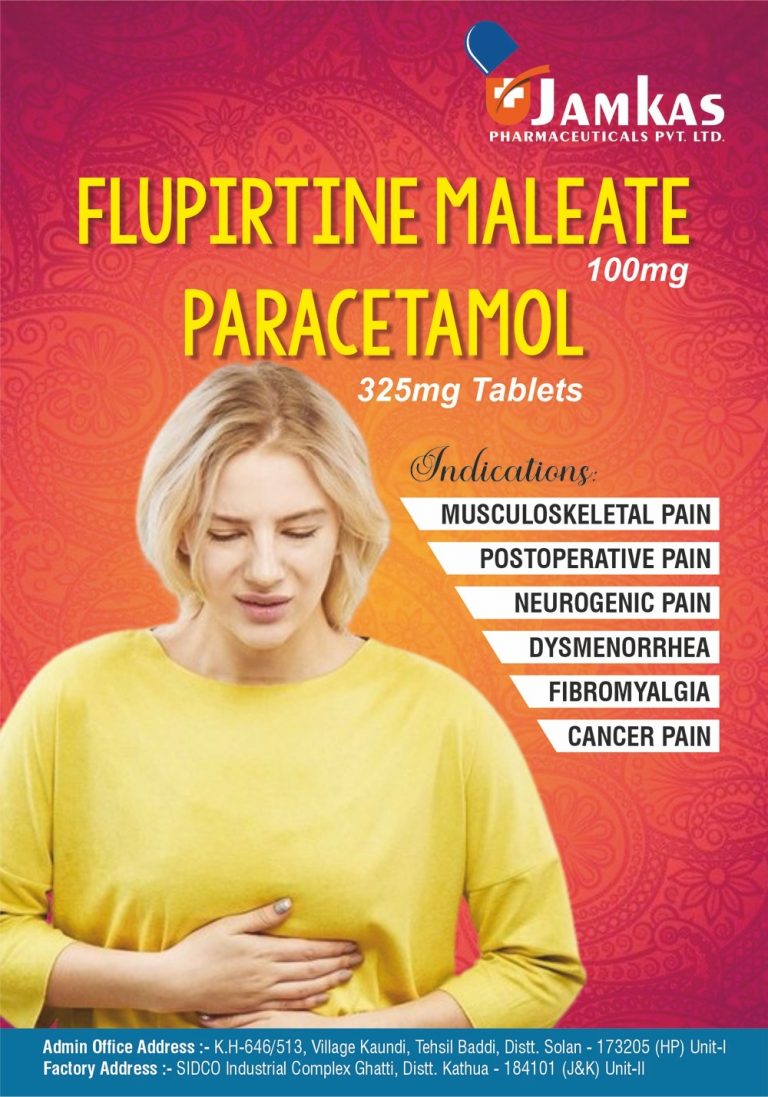 JAMKAS
PHARMACEUTICALS PVT. LTD.
FLUPIRTINE MALEATE
100mg
PARACETAMOL
325mg Tablets
Indications:
MUSCULOSKELETAL PAIN
POSTOPERATIVE PAIN
NEUROGENIC PAIN
DYSMENORRHEA
FIBROMYALGIA
CANCER PAIN
Admin Office Address :- K.H-646/513, Village Kaundi, Tehsil Baddi, Distt. Solan - 173205 (HP) Unit-I
Factory Address :- SIDCO Industrial Complex Ghatti, Distt. Kathua - 184101 (J&K) Unit-II